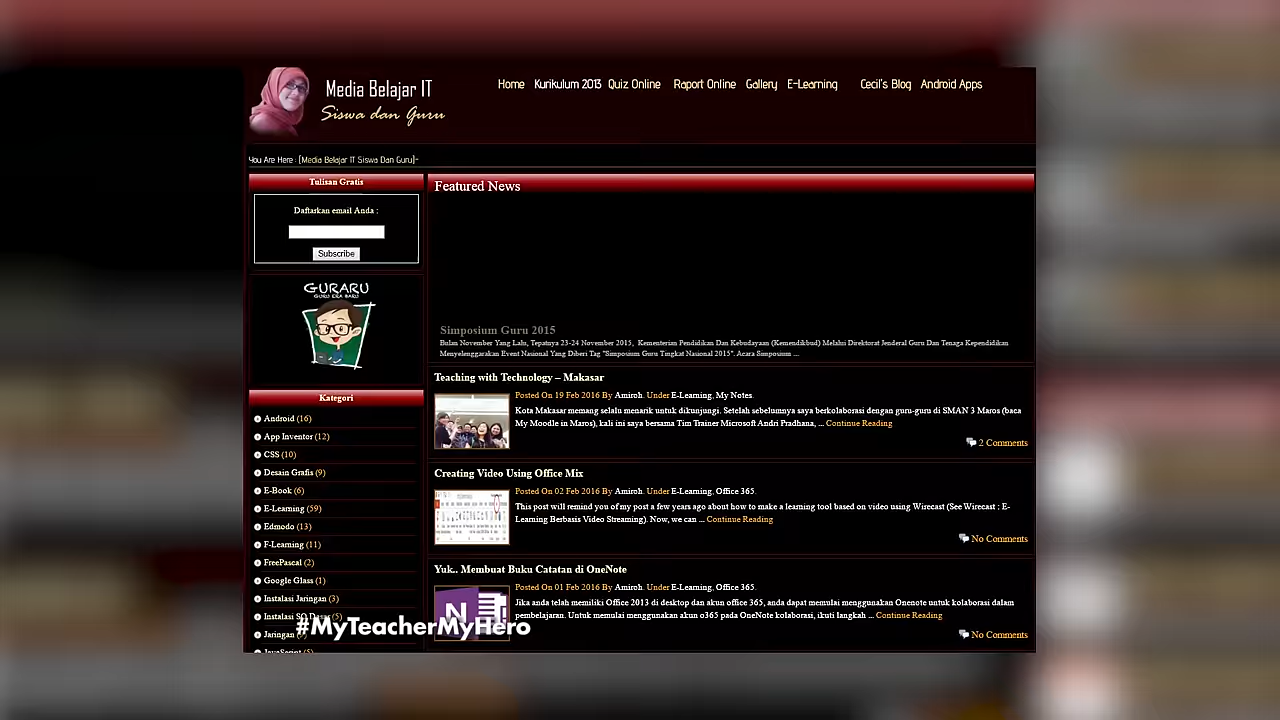 Media Belajar IT
Siswa dan Guru
Home Kurikulum 2013 Quiz Online Raport Online Gallery E-Learning Cecil's Blog Android Apps
You Are Here : [Media Belajar IT Siswa Dan Guru]~
Tulisan Gratis
Daftarkan email Anda :
Subscribe
GURARU
GURU ERA BARU
Kategori
Android (16)
App Inventor (12)
CSS (10)
Desain Grafis (9)
E-Book (6)
E-Learning (59)
Edmodo (13)
F-Learning (11)
FreePascal (2)
Google Glass (1)
Instalasi Jaringan (3)
Instalasi SO Dasar (5)
Jaringan
JavaScript (5)
Featured News
Simposium Guru 2015
Bulan November Yang Lalu, Tepatnya 23-24 November 2015, Kementerian Pendidikan Dan Kebudayaan (Kemendikbud) Melalui Direktorat Jenderal Guru Dan Tenaga Kependidikan
Menyelenggarakan Event Nasional Yang Diberi Tag "Simposium Guru Tingkat Nasional 2015". Acara Simposium ...
Teaching with Technology – Makasar
Posted On 19 Feb 2016 By Amiroh. Under E-Learning, My Notes
Kota Makasar memang selalu menarik untuk dikunjungi. Setelah sebelumnya saya berkolaborasi dengan guru-guru di SMAN 3 Maros (baca
My Moodle in Maros), kali ini saya bersama Tim Trainer Microsoft Andri Pradhana, ... Continue Reading
2 Comments
Creating Video Using Office Mix
Posted On 02 Feb 2016 By Amiroh. Under E-Learning, Office 365.
This post will remind you of my post a few years ago about how to make a learning tool based on video using Wirecast (See Wirecast : E-
Learning Berbasis Video Streaming). Now, we can ... Continue Reading
No Comments
Yuk.. Membuat Buku Catatan di OneNote
Posted On 01 Feb 2016 By Amiroh. Under E-Learning, Office 365.
Jika anda telah memiliki Office 2013 di desktop dan akun office 365, anda dapat memulai menggunakan Onenote untuk kolaborasi dalam
pembelajaran. Untuk memulai menggunakan akun o365 pada OneNote kolaborasi, ikuti langkah ... Continue Reading
No Comments
N
#MyTeacherMyHero